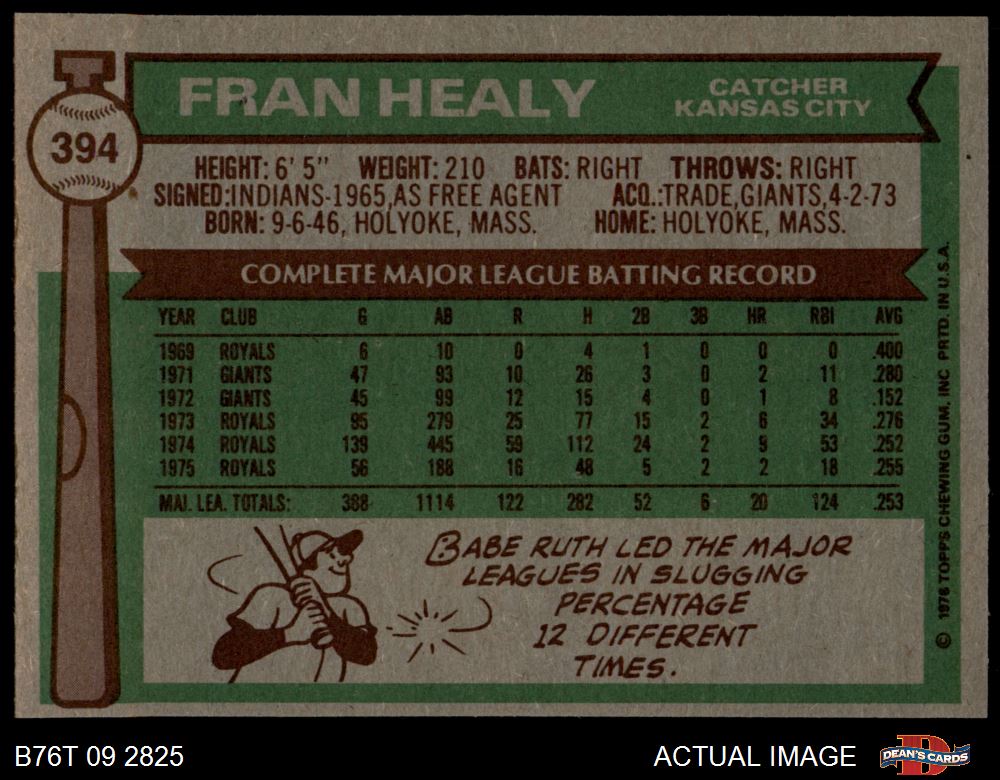 394
FRAN HEALY
CATCHER
KANSAS CITY
HEIGHT: 6' 5" WEIGHT: 210 BATS: RIGHT THROWS: RIGHT
SIGNED: INDIANS-1965, AS FREE AGENT ACQ.: TRADE, GIANTS, 4-2-73
BORN: 9-6-46, HOLYOKE, MASS. HOME: HOLYOKE, MASS.
COMPLETE MAJOR LEAGUE BATTING RECORD
YEAR CLUB G AB R H 2B 3B HR RBI AVG
1969 ROYALS 6 10 0 4 1 0 0 0 .400
1971 GIANTS 47 93 10 26 3 0 2 11 .280
1972 GIANTS 45 99 12 15 4 0 1 8 .152
1973 ROYALS 95 279 25 77 15 2 6 34 .276
1974 ROYALS 139 445 59 112 24 2 9 53 .252
1975 ROYALS 56 188 16 48 5 2 2 18 .255
MAJ. LEA. TOTALS: 388 1114 122 282 52 6 20 124 .253
BABE RUTH LED THE MAJOR
LEAGUES IN SLUGGING
PERCENTAGE
12 DIFFERENT
TIMES.
© 1976 TOPPS CHEWING GUM, INC PRTD. IN U.S.A.
B76T 09 2825
ACTUAL IMAGE
D
DEAN'S CARDS